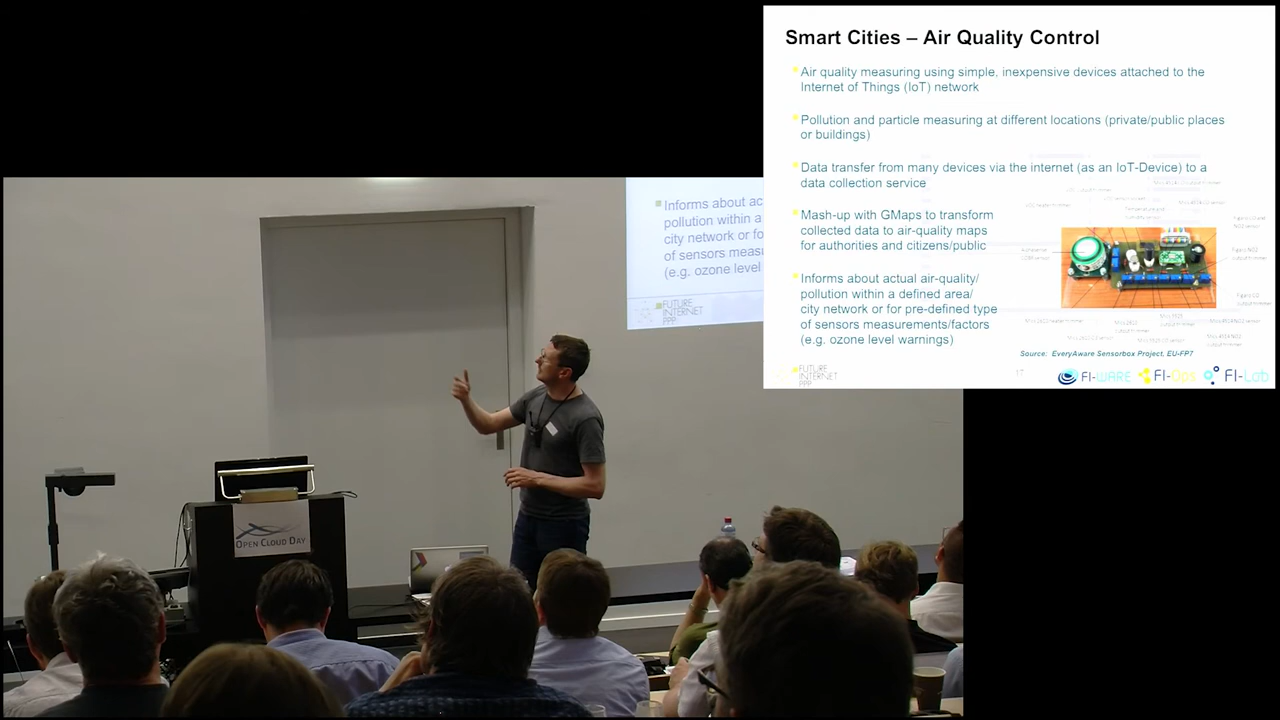 Smart Cities – Air Quality Control
Air quality measuring using simple, inexpensive devices attached to the
Internet of Things (IoT) network
Pollution and particle measuring at different locations (private/public places
or buildings)
Data transfer from many devices via the internet (as an IoT-Device) to a
data collection service
Mash-up with GMaps to transform
collected data to air-quality maps
for authorities and citizens/public
Informs about actual air-quality/
pollution within a defined area/
city network or for pre-defined type
of sensors measurements/factors
(e.g. ozone level warnings)
Source: EveryAware Sensorbox Project, EU-FP7
FUTURE
INTERNET
PPP
17
FI-WARE FI-Ops FI-Lab
Informs about ac
pollution within a
city network or fo
of sensors meas
(e.g. ozone level
FUTURE
INTERNET
PPP
OPEN CLOUD DAY